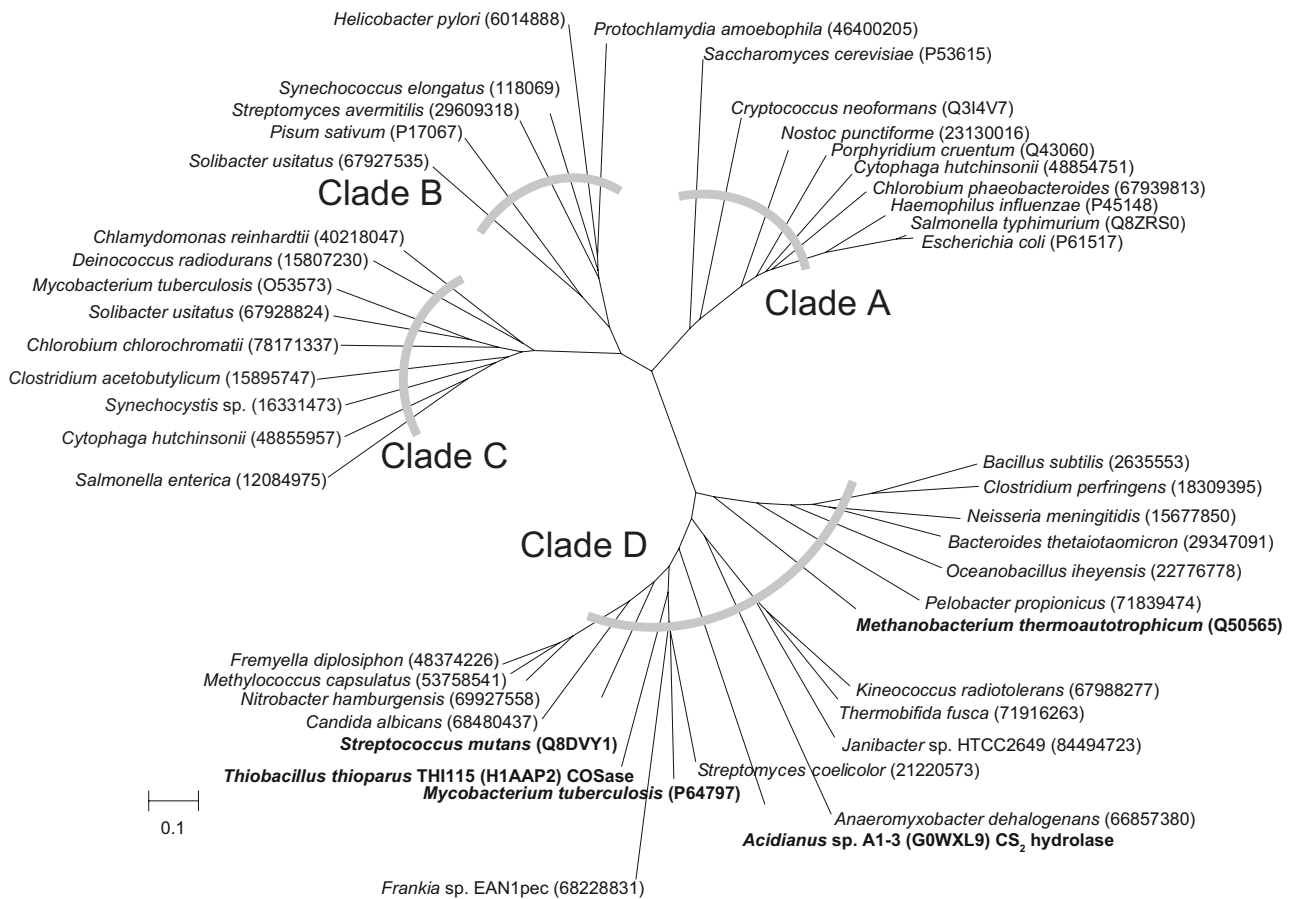 Helicobacter pylori (6014888)
Protochlamydia amoebophila (46400205)
Saccharomyces cerevisiae (P53615)
Synechococcus elongatus (118069)
Streptomyces avermitilis (29609318)
Pisum sativum (P17067)
Solibacter usitatus (67927535)
Clade B
Cryptococcus neoformans (Q3I4V7)
Nostoc punctiforme (23130016)
Porphyridium cruentum (Q43060)
Cytophaga hutchinsonii (48854751)
Chlorobium phaeobacteroides (67939813)
Haemophilus influenzae (P45148)
Salmonella typhimurium (Q8ZRS0)
Escherichia coli (P61517)
Clade A
Chlamydomonas reinhardtii (40218047)
Deinococcus radiodurans (15807230)
Mycobacterium tuberculosis (O53573)
Solibacter usitatus (67928824)
Chlorobium chlorochromatii (78171337)
Clostridium acetobutylicum (15895747)
Synechocystis sp. (16331473)
Cytophaga hutchinsonii (48855957)
Salmonella enterica (12084975)
Clade C
Clade D
Bacillus subtilis (2635553)
Clostridium perfringens (18309395)
Neisseria meningitidis (15677850)
Bacteroides thetaiotaomicron (29347091)
Oceanobacillus iheyensis (22776778)
Pelobacter propionicus (71839474)
Methanobacterium thermoautotrophicum (Q50565)
Kineococcus radiotolerans (67988277)
Thermobifida fusca (71916263)
Janibacter sp. HTCC2649 (84494723)
Anaeromyxobacter dehalogenans (66857380)
Acidianus sp. A1-3 (G0WXL9) CS₂ hydrolase
Fremyella diplosiphon (48374226)
Methylococcus capsulatus (53758541)
Nitrobacter hamburgensis (69927558)
Candida albicans (68480437)
Streptococcus mutans (Q8DVY1)
Thiobacillus thioparus THI115 (H1AAP2) COSase
Streptomyces coelicolor (21220573)
Mycobacterium tuberculosis (P64797)
Frankia sp. EAN1pec (68228831)
0.1